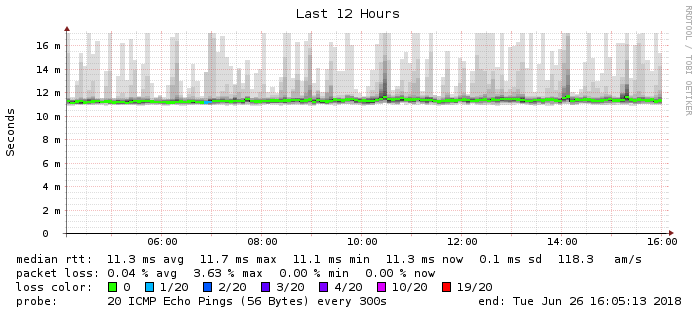 Last 12 Hours
RRDTOOL / TOBI OETIKER
Seconds
16 m
14 m
12 m
10 m
8 m
6 m
4 m
2 m
0
06:00 08:00 10:00 12:00 14:00 16:00
median rtt: 11.3 ms avg 11.7 ms max 11.1 ms min 11.3 ms now 0.1 ms sd 118.3 am/s
packet loss: 0.04 % avg 3.63 % max 0.00 % min 0.00 % now
loss color: 0 1/20 2/20 3/20 4/20 10/20 19/20
probe: 20 ICMP Echo Pings (56 Bytes) every 300s end: Tue Jun 26 16:05:13 2018